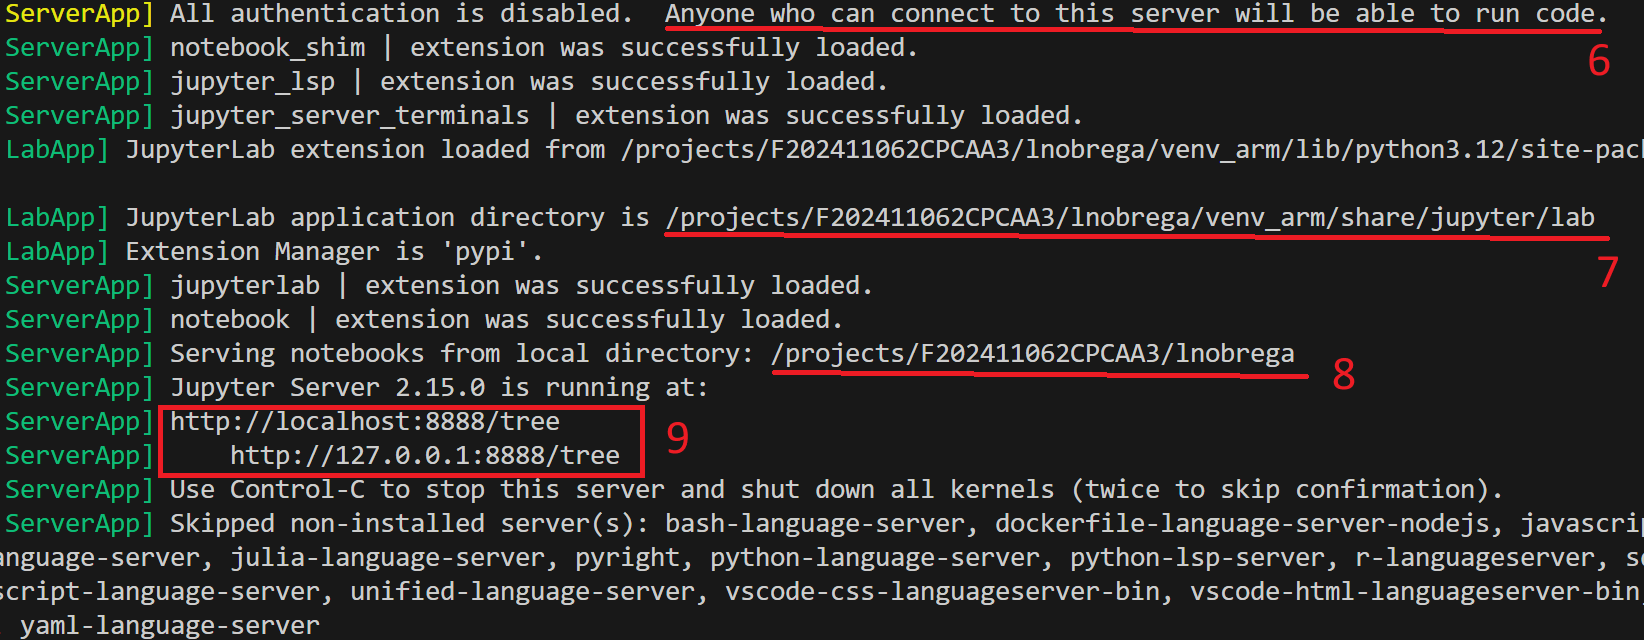 ServerApp] All authentication is disabled.  Anyone who can connect to this server will be able to run code.
6
ServerApp] notebook_shim | extension was successfully loaded.
ServerApp] jupyter_lsp | extension was successfully loaded.
ServerApp] jupyter_server_terminals | extension was successfully loaded.
LabApp] JupyterLab extension loaded from /projects/F202411062CPCAA3/lnobrega/venv_arm/lib/python3.12/site-pac
LabApp] JupyterLab application directory is /projects/F202411062CPCAA3/lnobrega/venv_arm/share/jupyter/lab
7
LabApp] Extension Manager is 'pypi'.
ServerApp] jupyterlab | extension was successfully loaded.
ServerApp] notebook | extension was successfully loaded.
ServerApp] Serving notebooks from local directory: /projects/F202411062CPCAA3/lnobrega
8
ServerApp] Jupyter Server 2.15.0 is running at:
ServerApp] http://localhost:8888/tree
9
ServerApp]     http://127.0.0.1:8888/tree
ServerApp] Use Control-C to stop this server and shut down all kernels (twice to skip confirmation).
ServerApp] Skipped non-installed server(s): bash-language-server, dockerfile-language-server-nodejs, javascrip
anguage-server, julia-language-server, pyright, python-language-server, python-lsp-server, r-languageserver, s
script-language-server, unified-language-server, vscode-css-languageserver-bin, vscode-html-languageserver-bin,
yaml-language-server